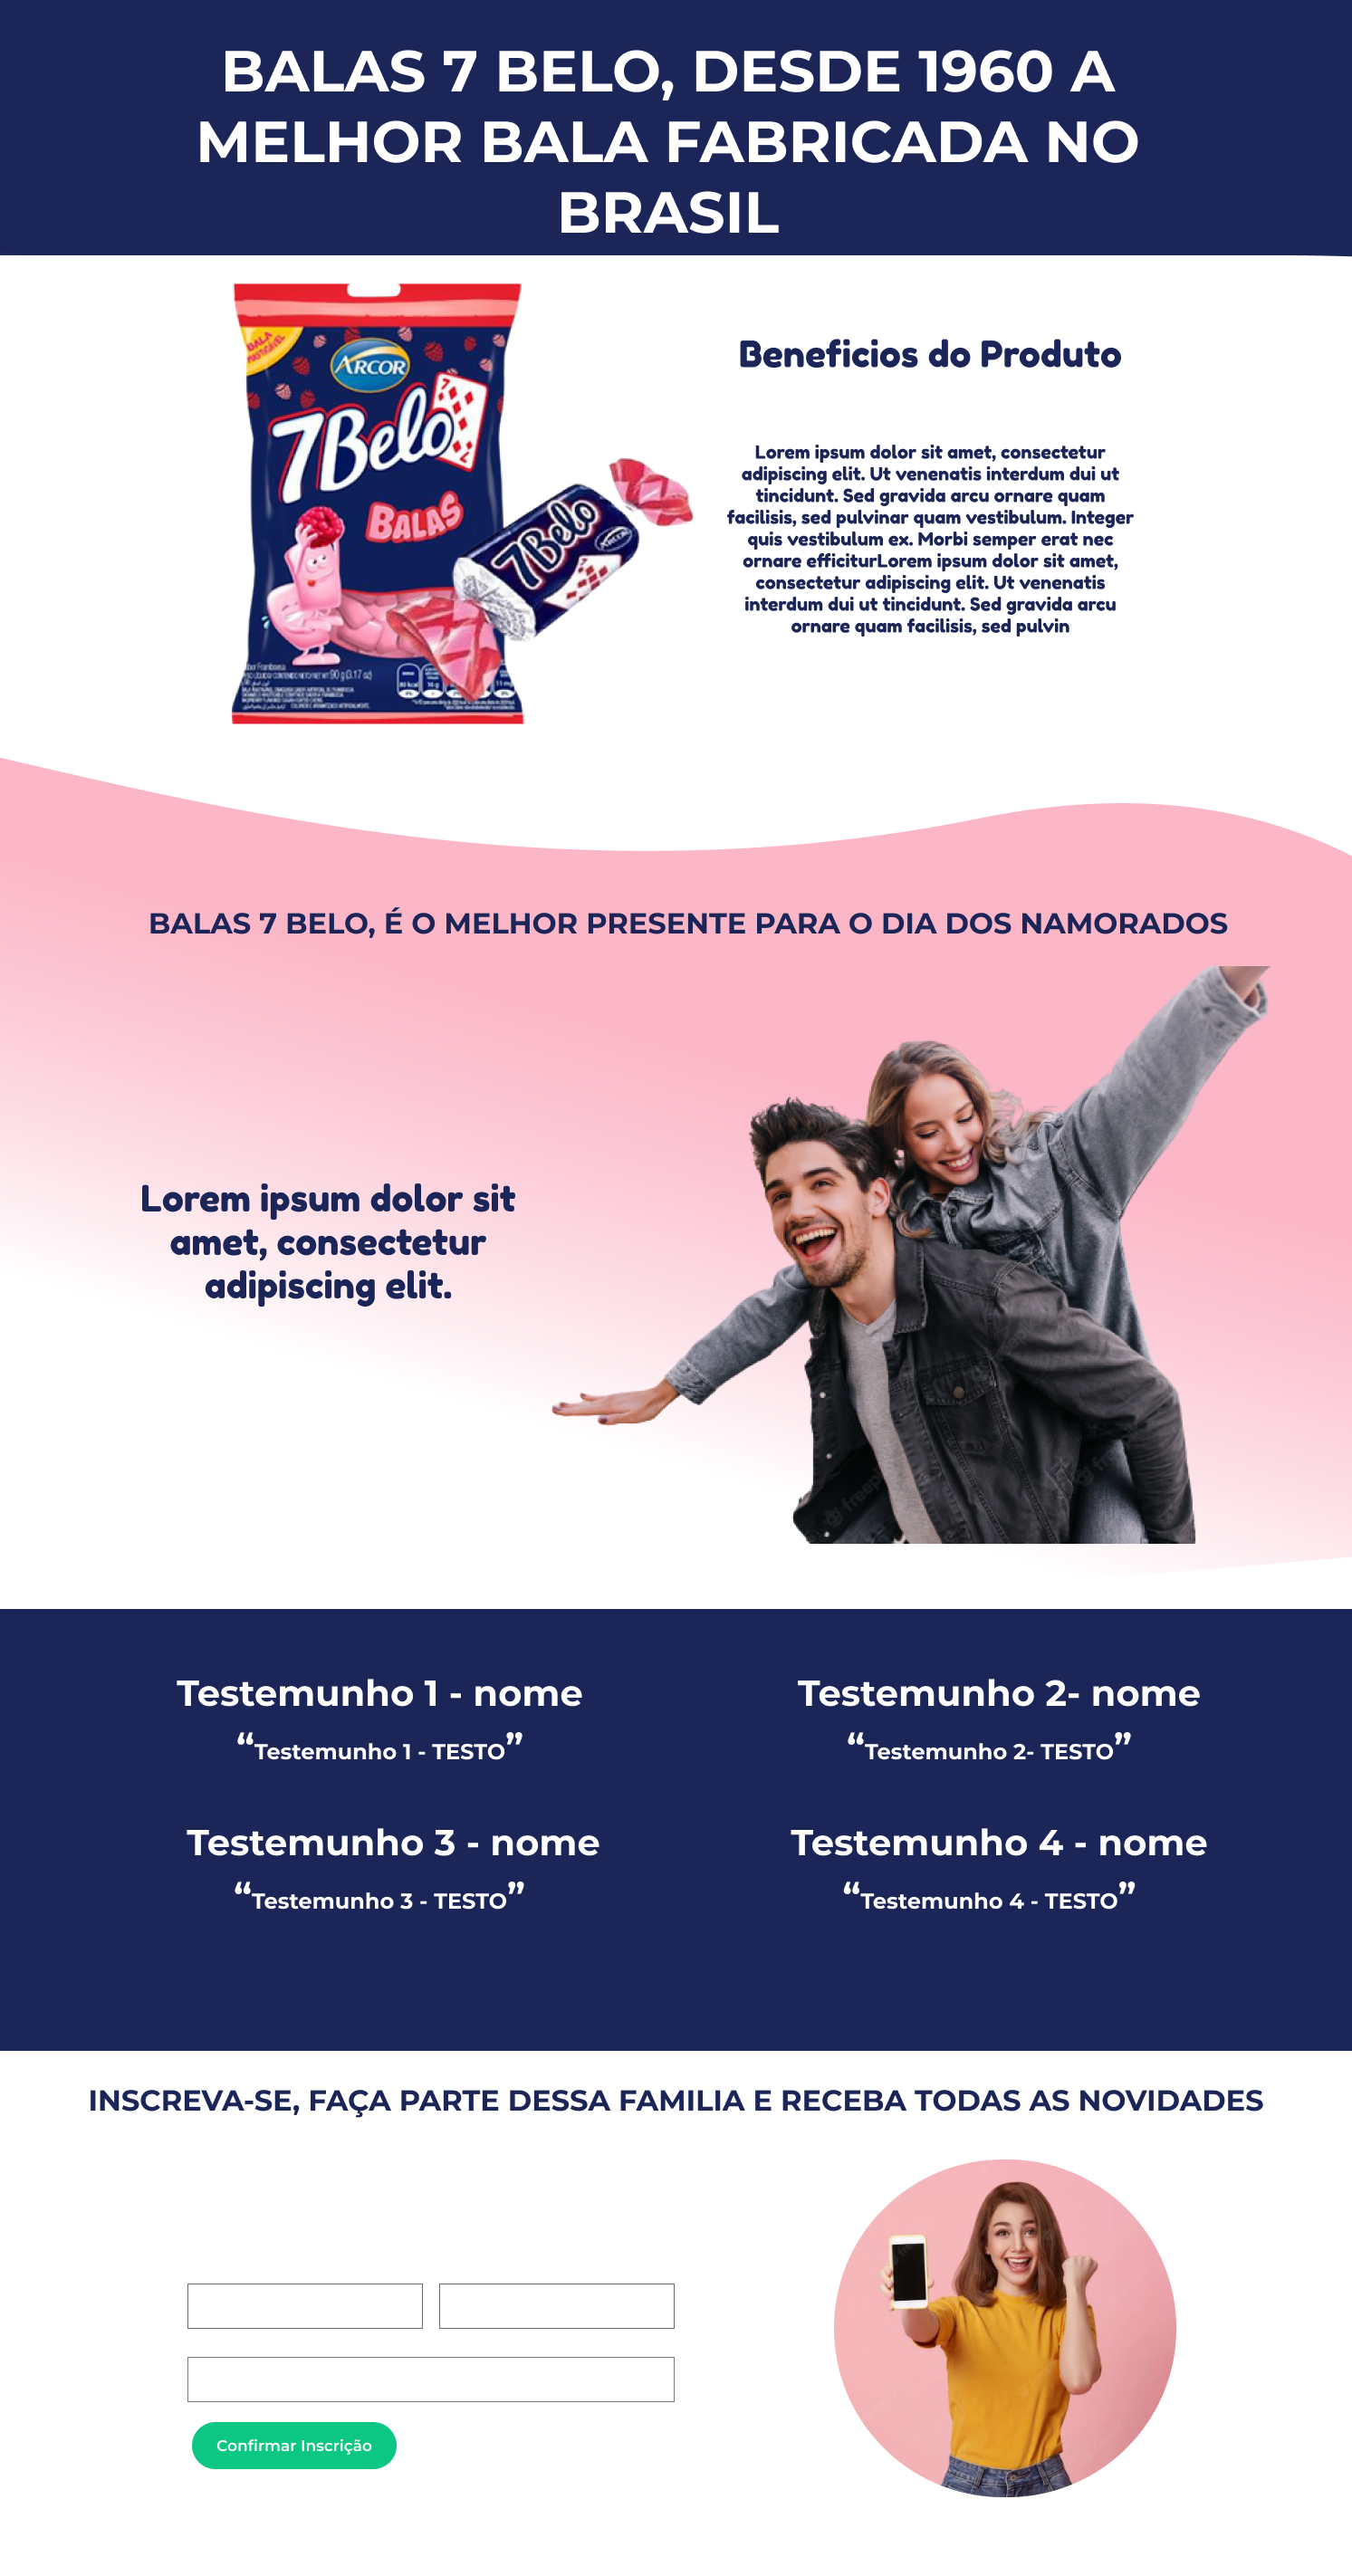 BALAS 7 BELO, DESDE 1960 A
MELHOR BALA FABRICADA NO
BRASIL
BALA
ARCOR
7Belo
BALAS
7Belo
ARCOR
90 g (3.17 oz)
Beneficios do Produto
Lorem ipsum dolor sit amet, consectetur
adipiscing elit. Ut venenatis interdum dui ut
tincidunt. Sed gravida arcu ornare quam
facilisis, sed pulvinar quam vestibulum. Integer
quis vestibulum ex. Morbi semper erat nec
ornare efficiturLorem ipsum dolor sit amet,
consectetur adipiscing elit. Ut venenatis
interdum dui ut tincidunt. Sed gravida arcu
ornare quam facilisis, sed pulvin
BALAS 7 BELO, É O MELHOR PRESENTE PARA O DIA DOS NAMORADOS
Lorem ipsum dolor sit
amet, consectetur
adipiscing elit.
Testemunho 1 - nome
“Testemunho 1 - TESTO”
Testemunho 2- nome
“Testemunho 2- TESTO”
Testemunho 3 - nome
“Testemunho 3 - TESTO”
Testemunho 4 - nome
“Testemunho 4 - TESTO”
INSCREVA-SE, FAÇA PARTE DESSA FAMILIA E RECEBA TODAS AS NOVIDADES
Confirmar Inscrição